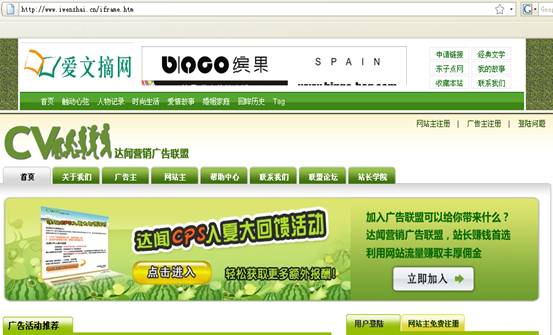 http://www.iwenzhai.cn/iframe.htm
爱文摘网
bingo 缤果
SPAIN
申请链接 经典文学
东子点网 我的故事
收藏本站 联系我们
首页 触动心弦 人物记录 时尚生活 爱情故事 婚姻家庭 回眸历史 Tag
网站主注册 | 广告主注册 | 登陆问题
CV
达闻营销广告联盟
首页 关于我们 广告主 网站主 帮助中心 联系我们 联盟论坛 站长学院
达闻CPS入夏大回馈活动
点击进入 轻松获取更多额外报酬!
加入广告联盟可以给你带来什么?
达闻营销广告联盟,站长赚钱首选
利用网站流量赚取丰厚佣金
立即加入
广告活动推荐
用户登陆 网站主免费注册